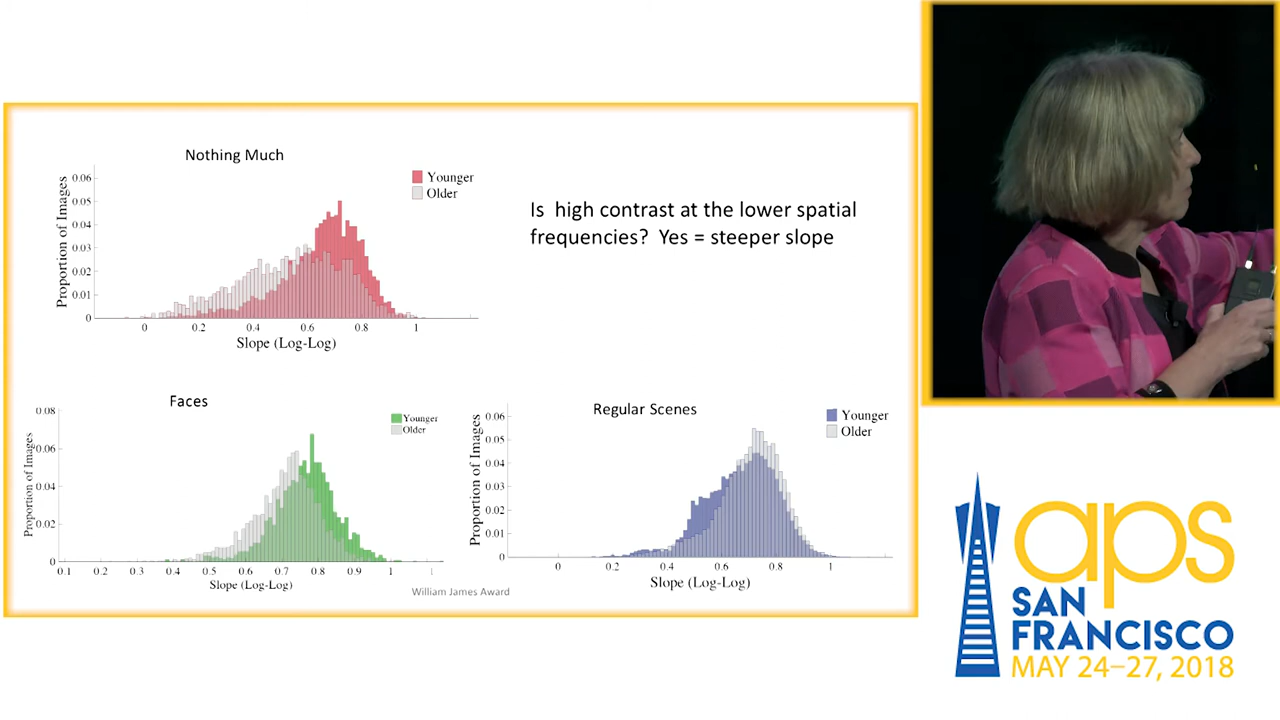 Nothing Much
Younger
Older
Proportion of Images
0.06
0.05
0.04
0.03
0.02
0.01
0
0 0.2 0.4 0.6 0.8 1
Slope (Log-Log)
Is high contrast at the lower spatial
frequencies? Yes = steeper slope
Faces
Younger
Older
Proportion of Images
0.08
0.06
0.04
0.02
0
0.1 0.2 0.3 0.4 0.5 0.6 0.7 0.8 0.9 1
Slope (Log-Log)
Regular Scenes
Younger
Older
Proportion of Images
0.06
0.05
0.04
0.03
0.02
0.01
0
0 0.2 0.4 0.6 0.8 1
Slope (Log-Log)
William James Award
aps
SAN
FRANCISCO
MAY 24–27, 2018